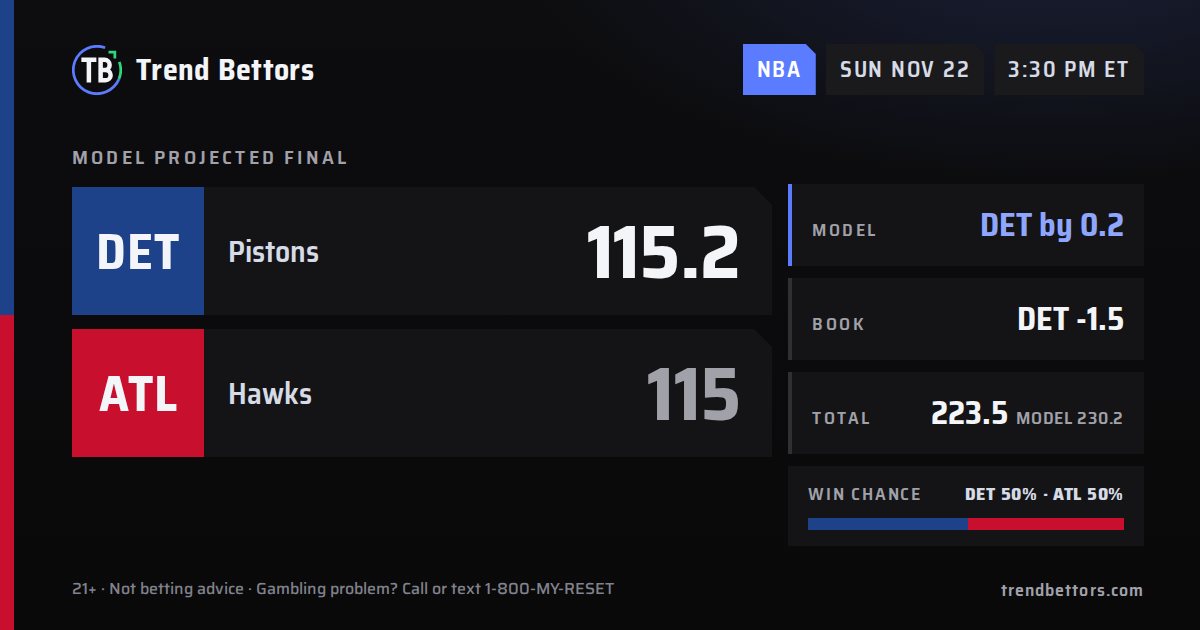 TB Trend Bettors
NBA SUN NOV 22 3:30 PM ET
MODEL PROJECTED FINAL
DET Pistons 115.2
ATL Hawks 115
MODEL DET by 0.2
BOOK DET -1.5
TOTAL 223.5 MODEL 230.2
WIN CHANCE DET 50% · ATL 50%
21+ · Not betting advice · Gambling problem? Call or text 1-800-MY-RESET
trendbettors.com